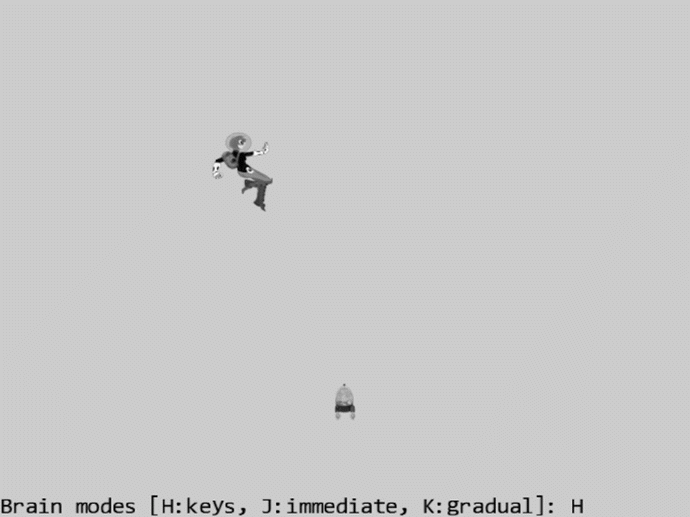 Brain modes [H:keys, J:immediate, K:gradual]: H